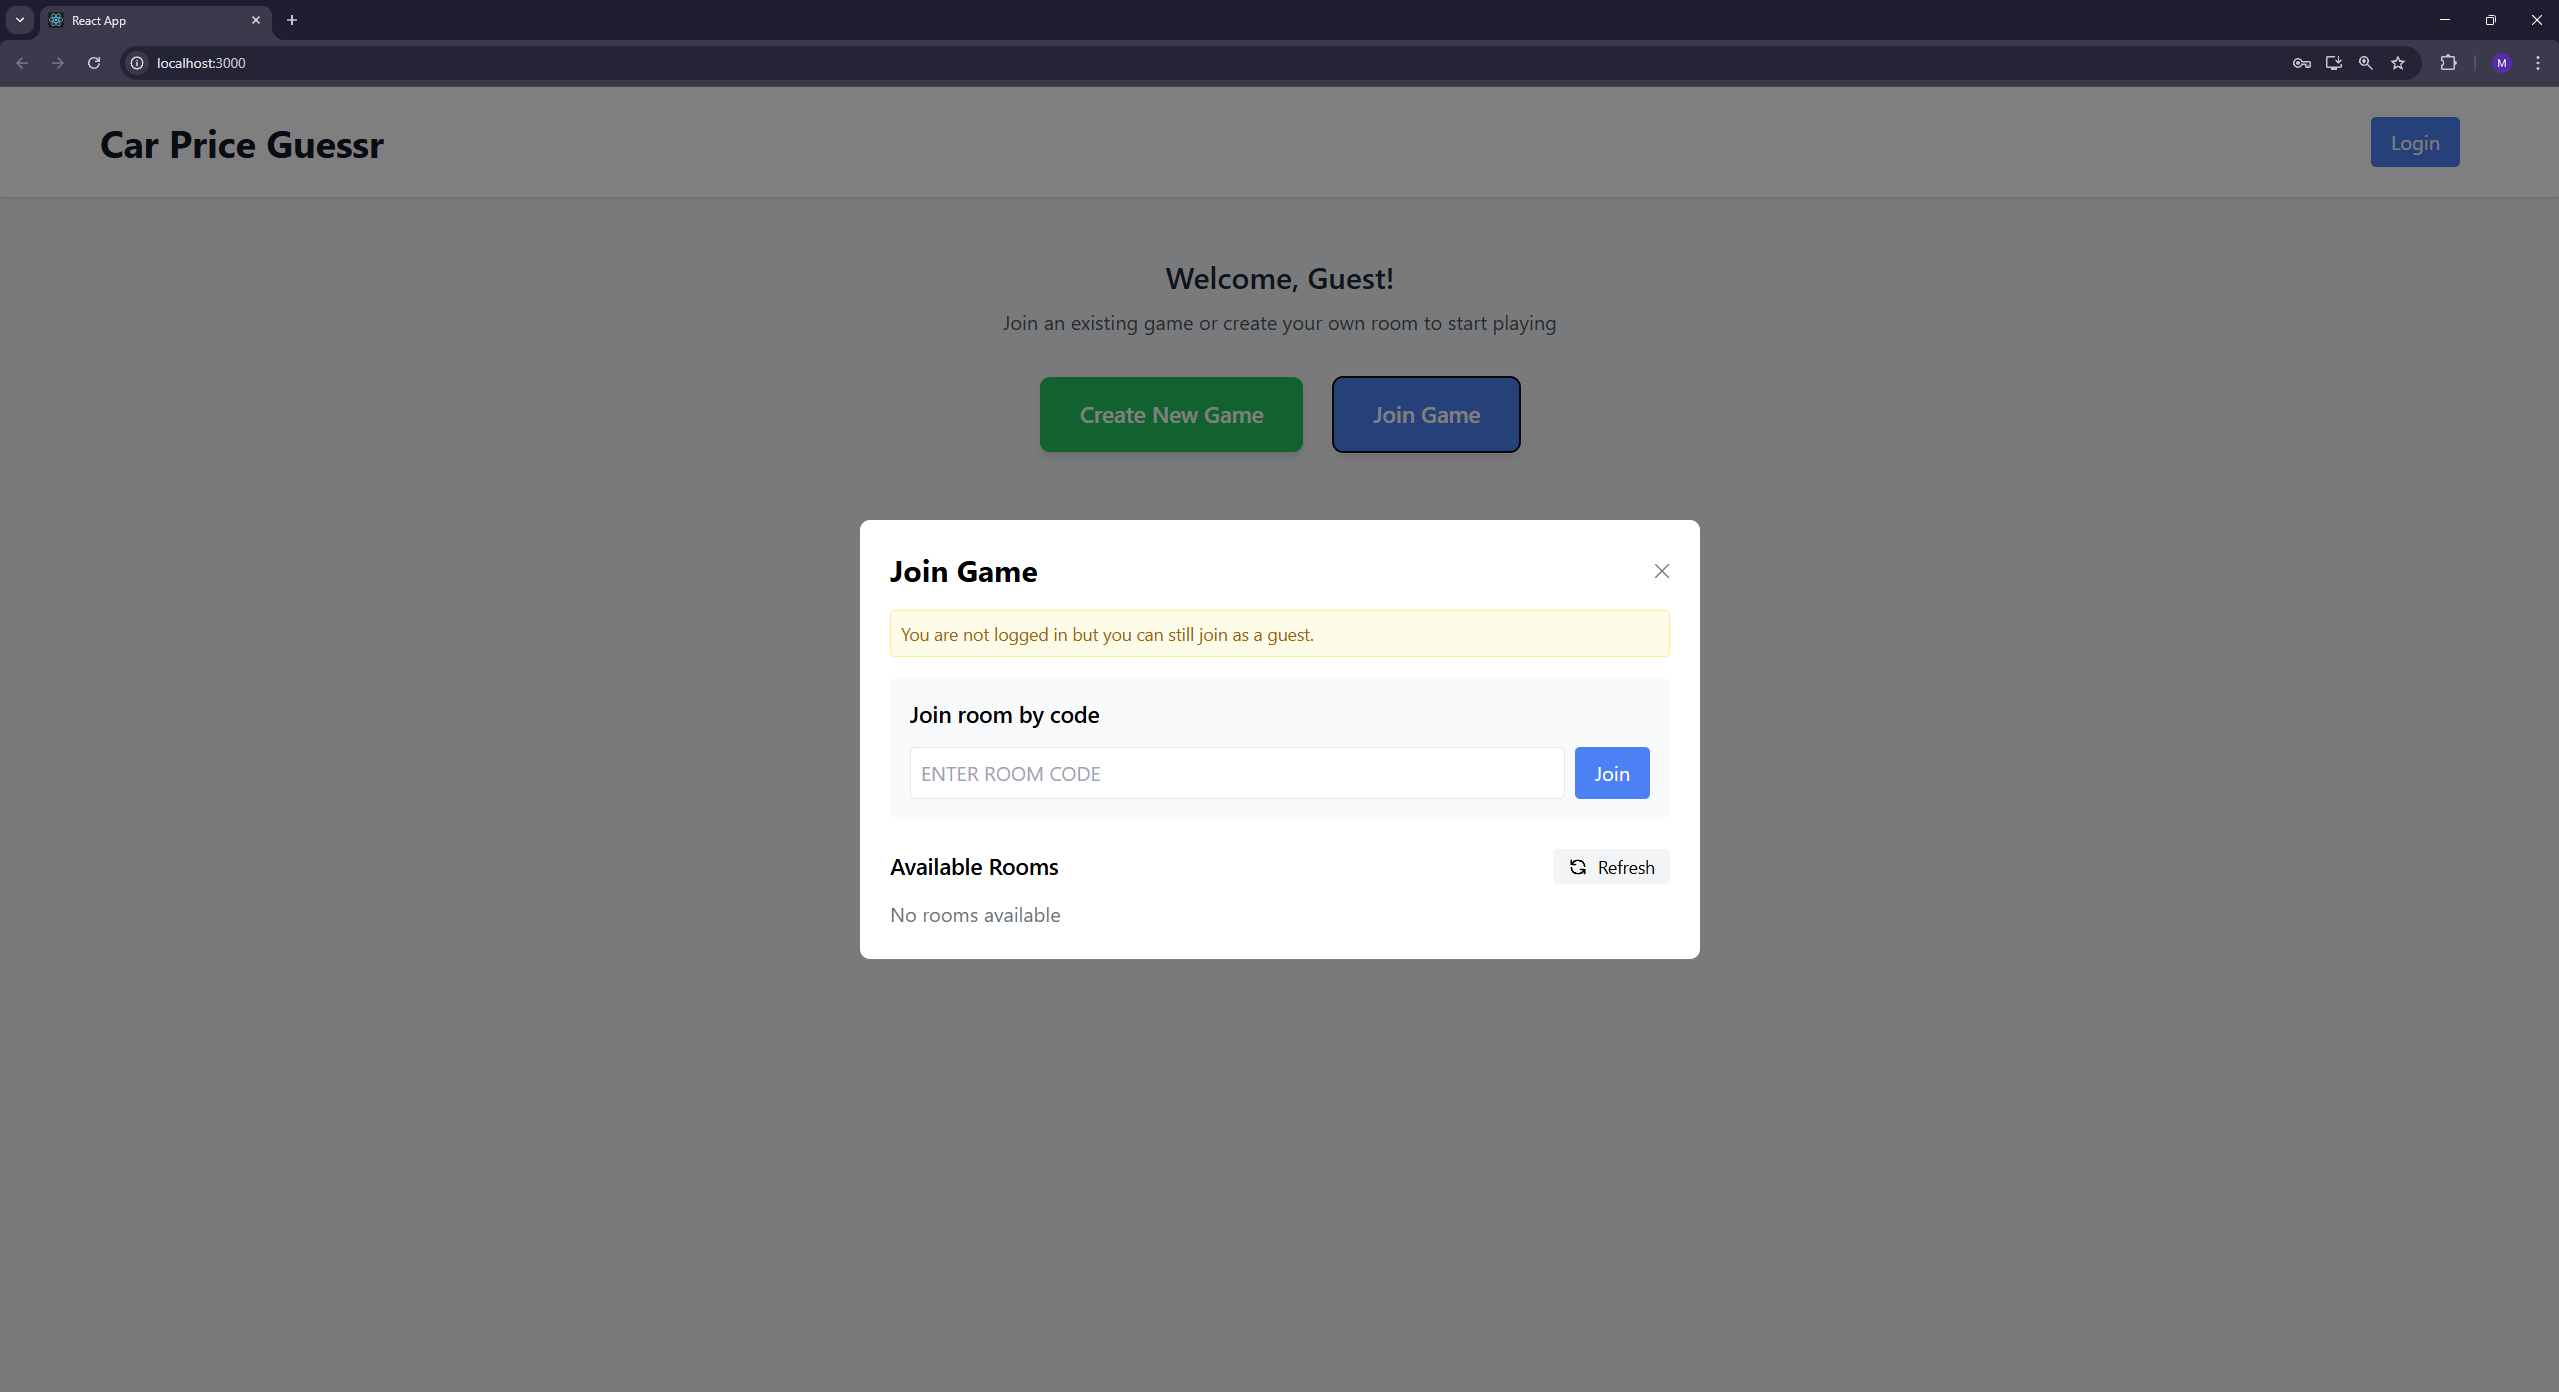 React App
localhost:3000
M
Car Price Guessr
Login
Welcome, Guest!
Join an existing game or create your own room to start playing
Create New Game
Join Game
Join Game
You are not logged in but you can still join as a guest.
Join room by code
ENTER ROOM CODE
Join
Available Rooms
Refresh
No rooms available